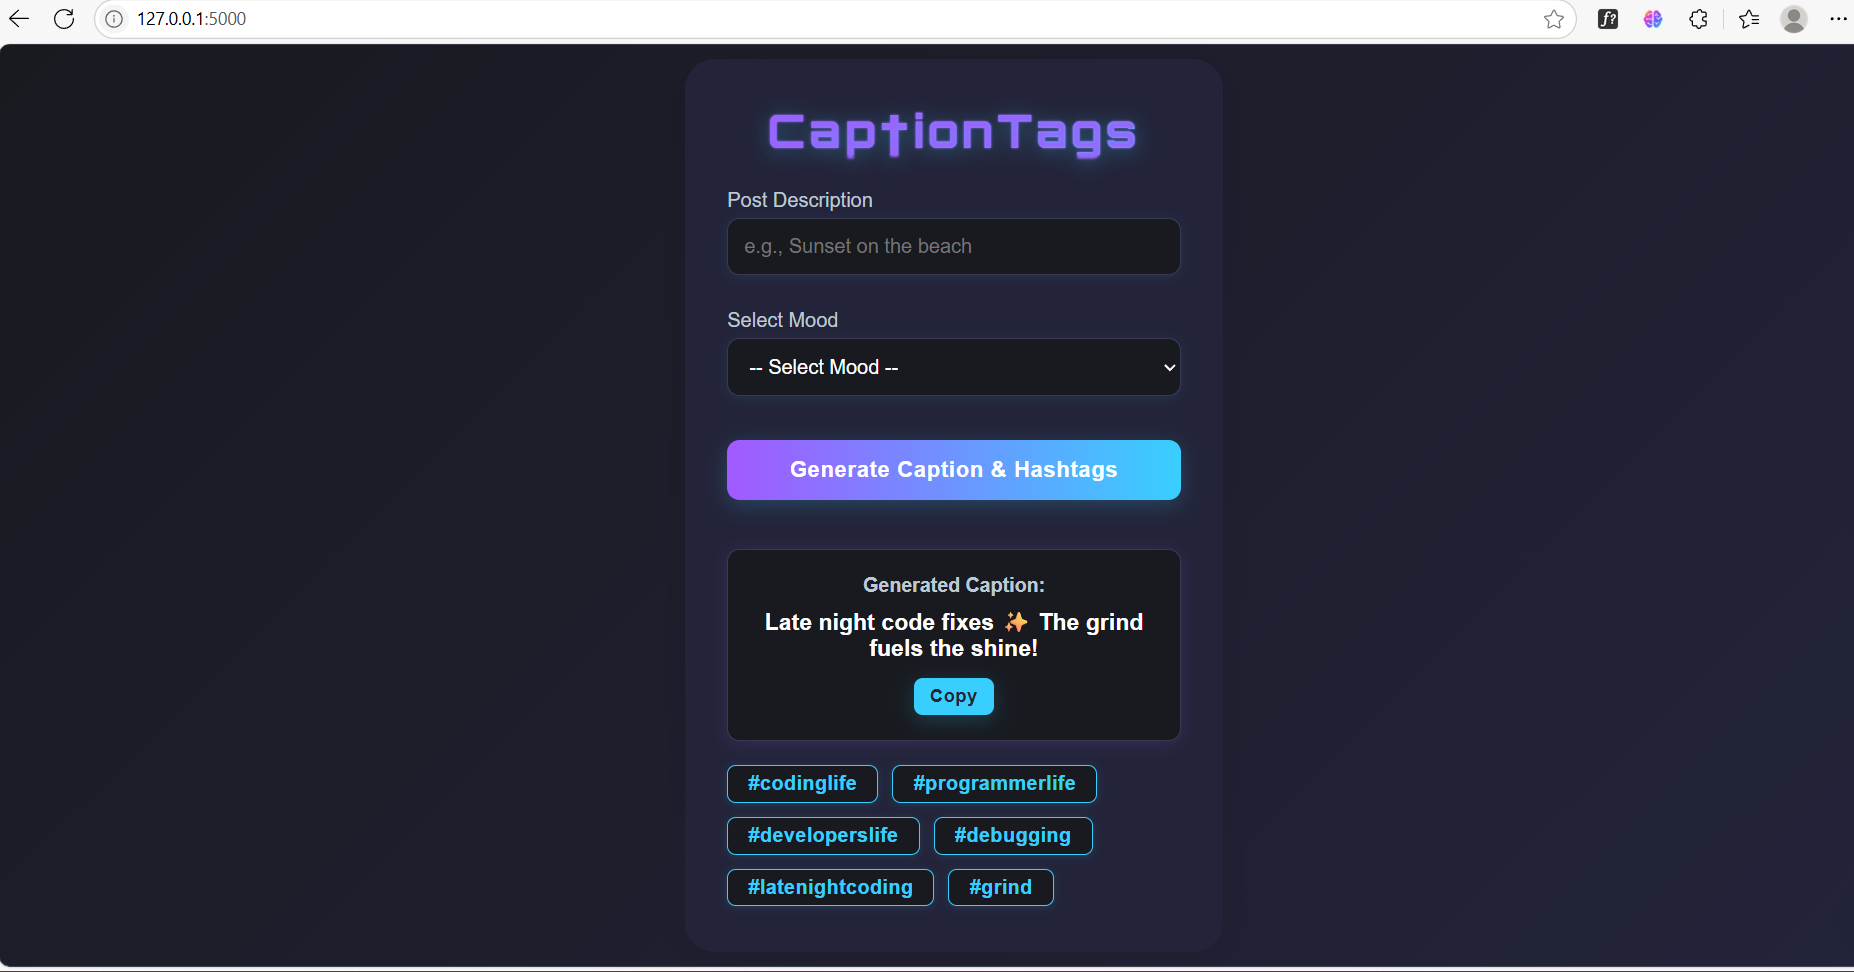 127.0.0.1:5000
f?
CaptionTags
Post Description
e.g., Sunset on the beach
Select Mood
-- Select Mood --
Generate Caption & Hashtags
Generated Caption:
Late night code fixes ✨ The grind
fuels the shine!
Copy
#codinglife #programmerlife
#developerslife #debugging
#latenightcoding #grind